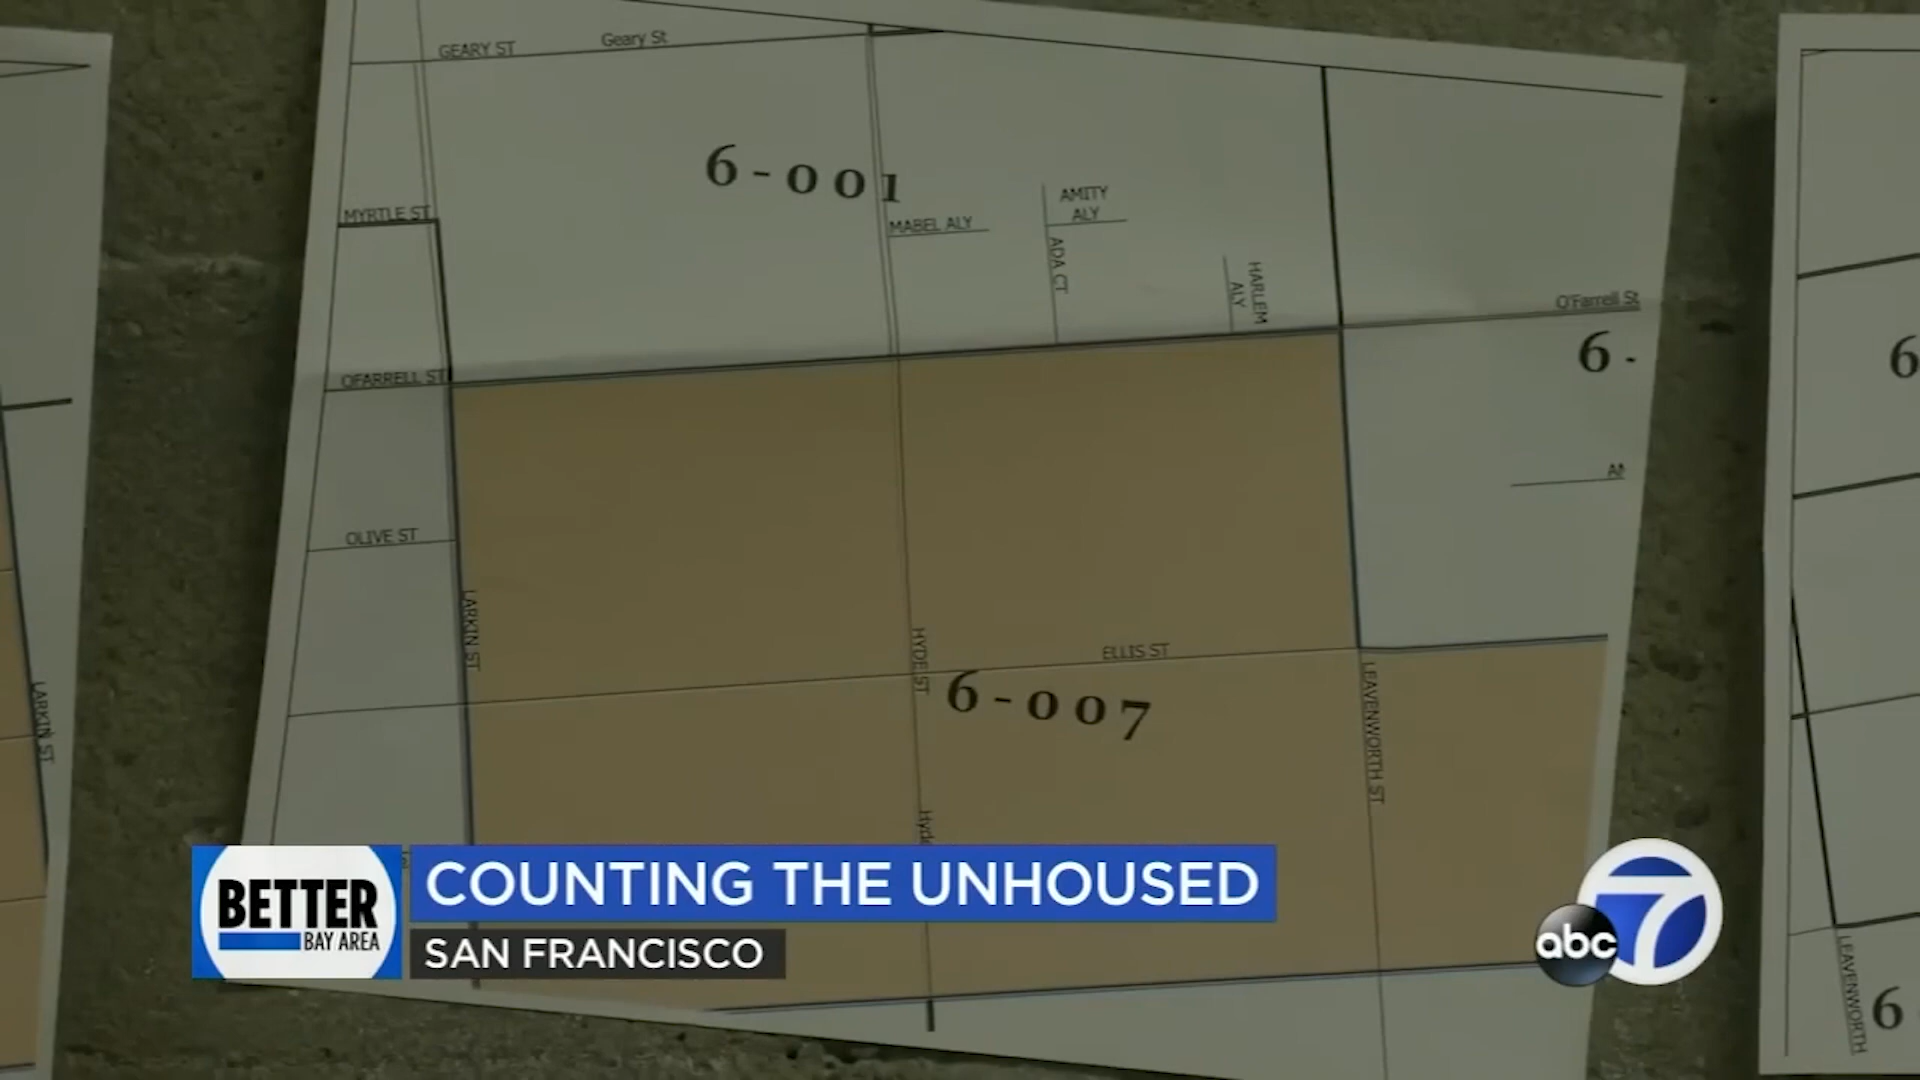 GEARY ST
Geary St
6-001
MYRTLE ST
MABEL ALY
AMITY
ALY
ADA CT
HARLEM
ALY
O'Farrell St
6-
6
OFARRELL ST
OLIVE ST
LARKIN ST
HYDE ST
ELLIS ST
6-007
LEAVENWORTH ST
LARKIN ST
BETTER
BAY AREA
COUNTING THE UNHOUSED
SAN FRANCISCO
abc
7
LEAVENWORTH
6